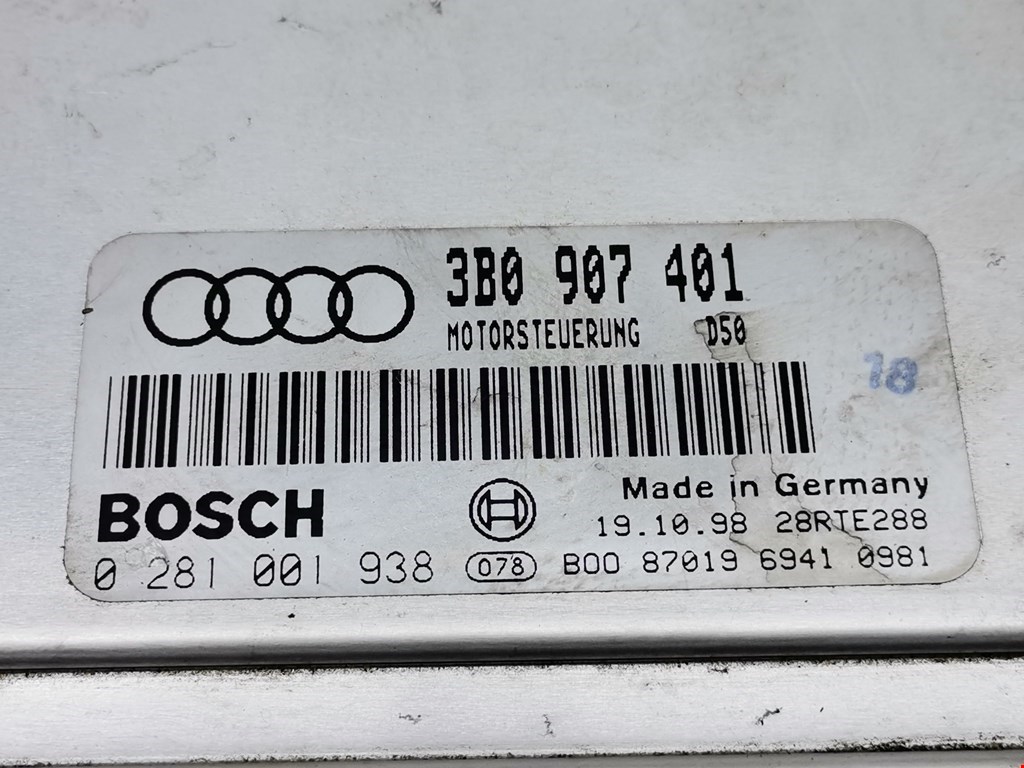 3B0 907 401
MOTORSTEUERUNG D50
18
BOSCH
Made in Germany
19.10.98 28RTE288
0 281 001 938 078 B00 87019 6941 0981